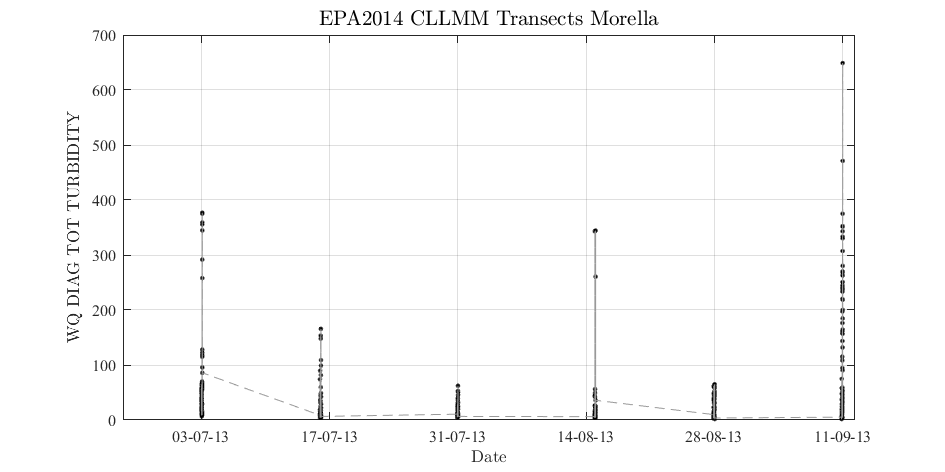 EPA2014 CLLMM Transects Morella
WQ DIAG TOT TURBIDITY
700
600
500
400
300
200
100
0
03-07-13 17-07-13 31-07-13 14-08-13 28-08-13 11-09-13
Date